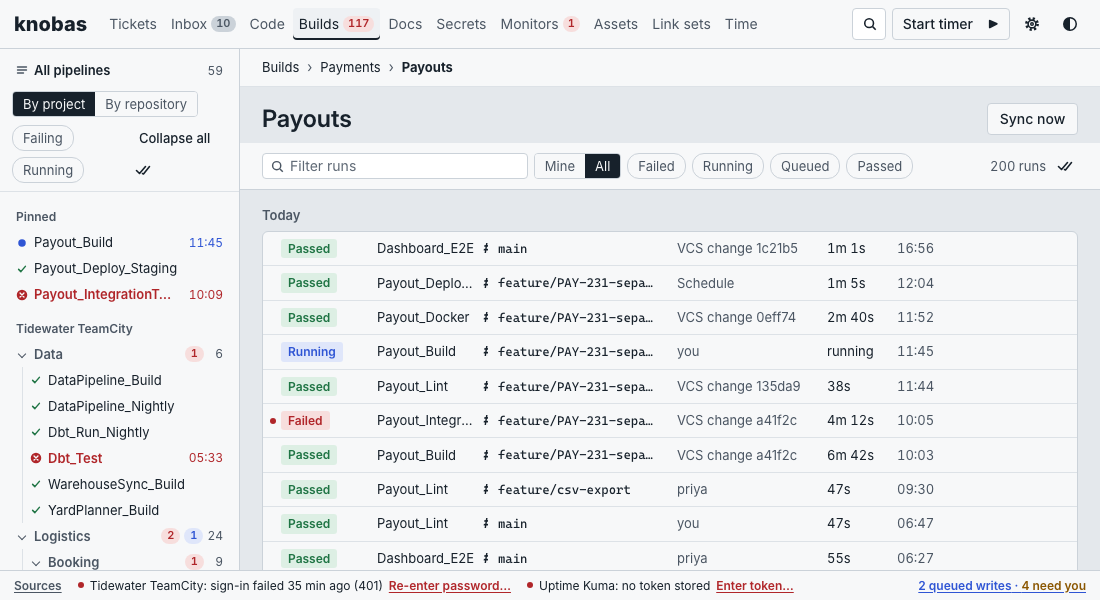 knobas Tickets Inbox 10 Code Builds 117 Docs Secrets Monitors 1 Assets Link sets Time Start timer
All pipelines 59
By project By repository
Failing Collapse all
Running
Pinned
Payout_Build 11:45
Payout_Deploy_Staging
Payout_IntegrationT... 10:09
Tidewater TeamCity
Data 1 6
DataPipeline_Build
DataPipeline_Nightly
Dbt_Run_Nightly
Dbt_Test 05:33
WarehouseSync_Build
YardPlanner_Build
Logistics 2 1 24
Booking 1 9
Builds › Payments › Payouts
Payouts Sync now
Filter runs Mine All Failed Running Queued Passed 200 runs
Today
Passed Dashboard_E2E main VCS change 1c21b5 1m 1s 16:56
Passed Payout_Deplo... feature/PAY-231-sepa… Schedule 1m 5s 12:04
Passed Payout_Docker feature/PAY-231-sepa… VCS change 0eff74 2m 40s 11:52
Running Payout_Build feature/PAY-231-sepa… you running 11:45
Passed Payout_Lint feature/PAY-231-sepa… VCS change 135da9 38s 11:44
Failed Payout_Integr... feature/PAY-231-sepa… VCS change a41f2c 4m 12s 10:05
Passed Payout_Build feature/PAY-231-sepa… VCS change a41f2c 6m 42s 10:03
Passed Payout_Lint feature/csv-export priya 47s 09:30
Passed Payout_Lint main you 47s 06:47
Passed Dashboard_E2E main priya 55s 06:27
Sources Tidewater TeamCity: sign-in failed 35 min ago (401) Re-enter password... Uptime Kuma: no token stored Enter token... 2 queued writes · 4 need you